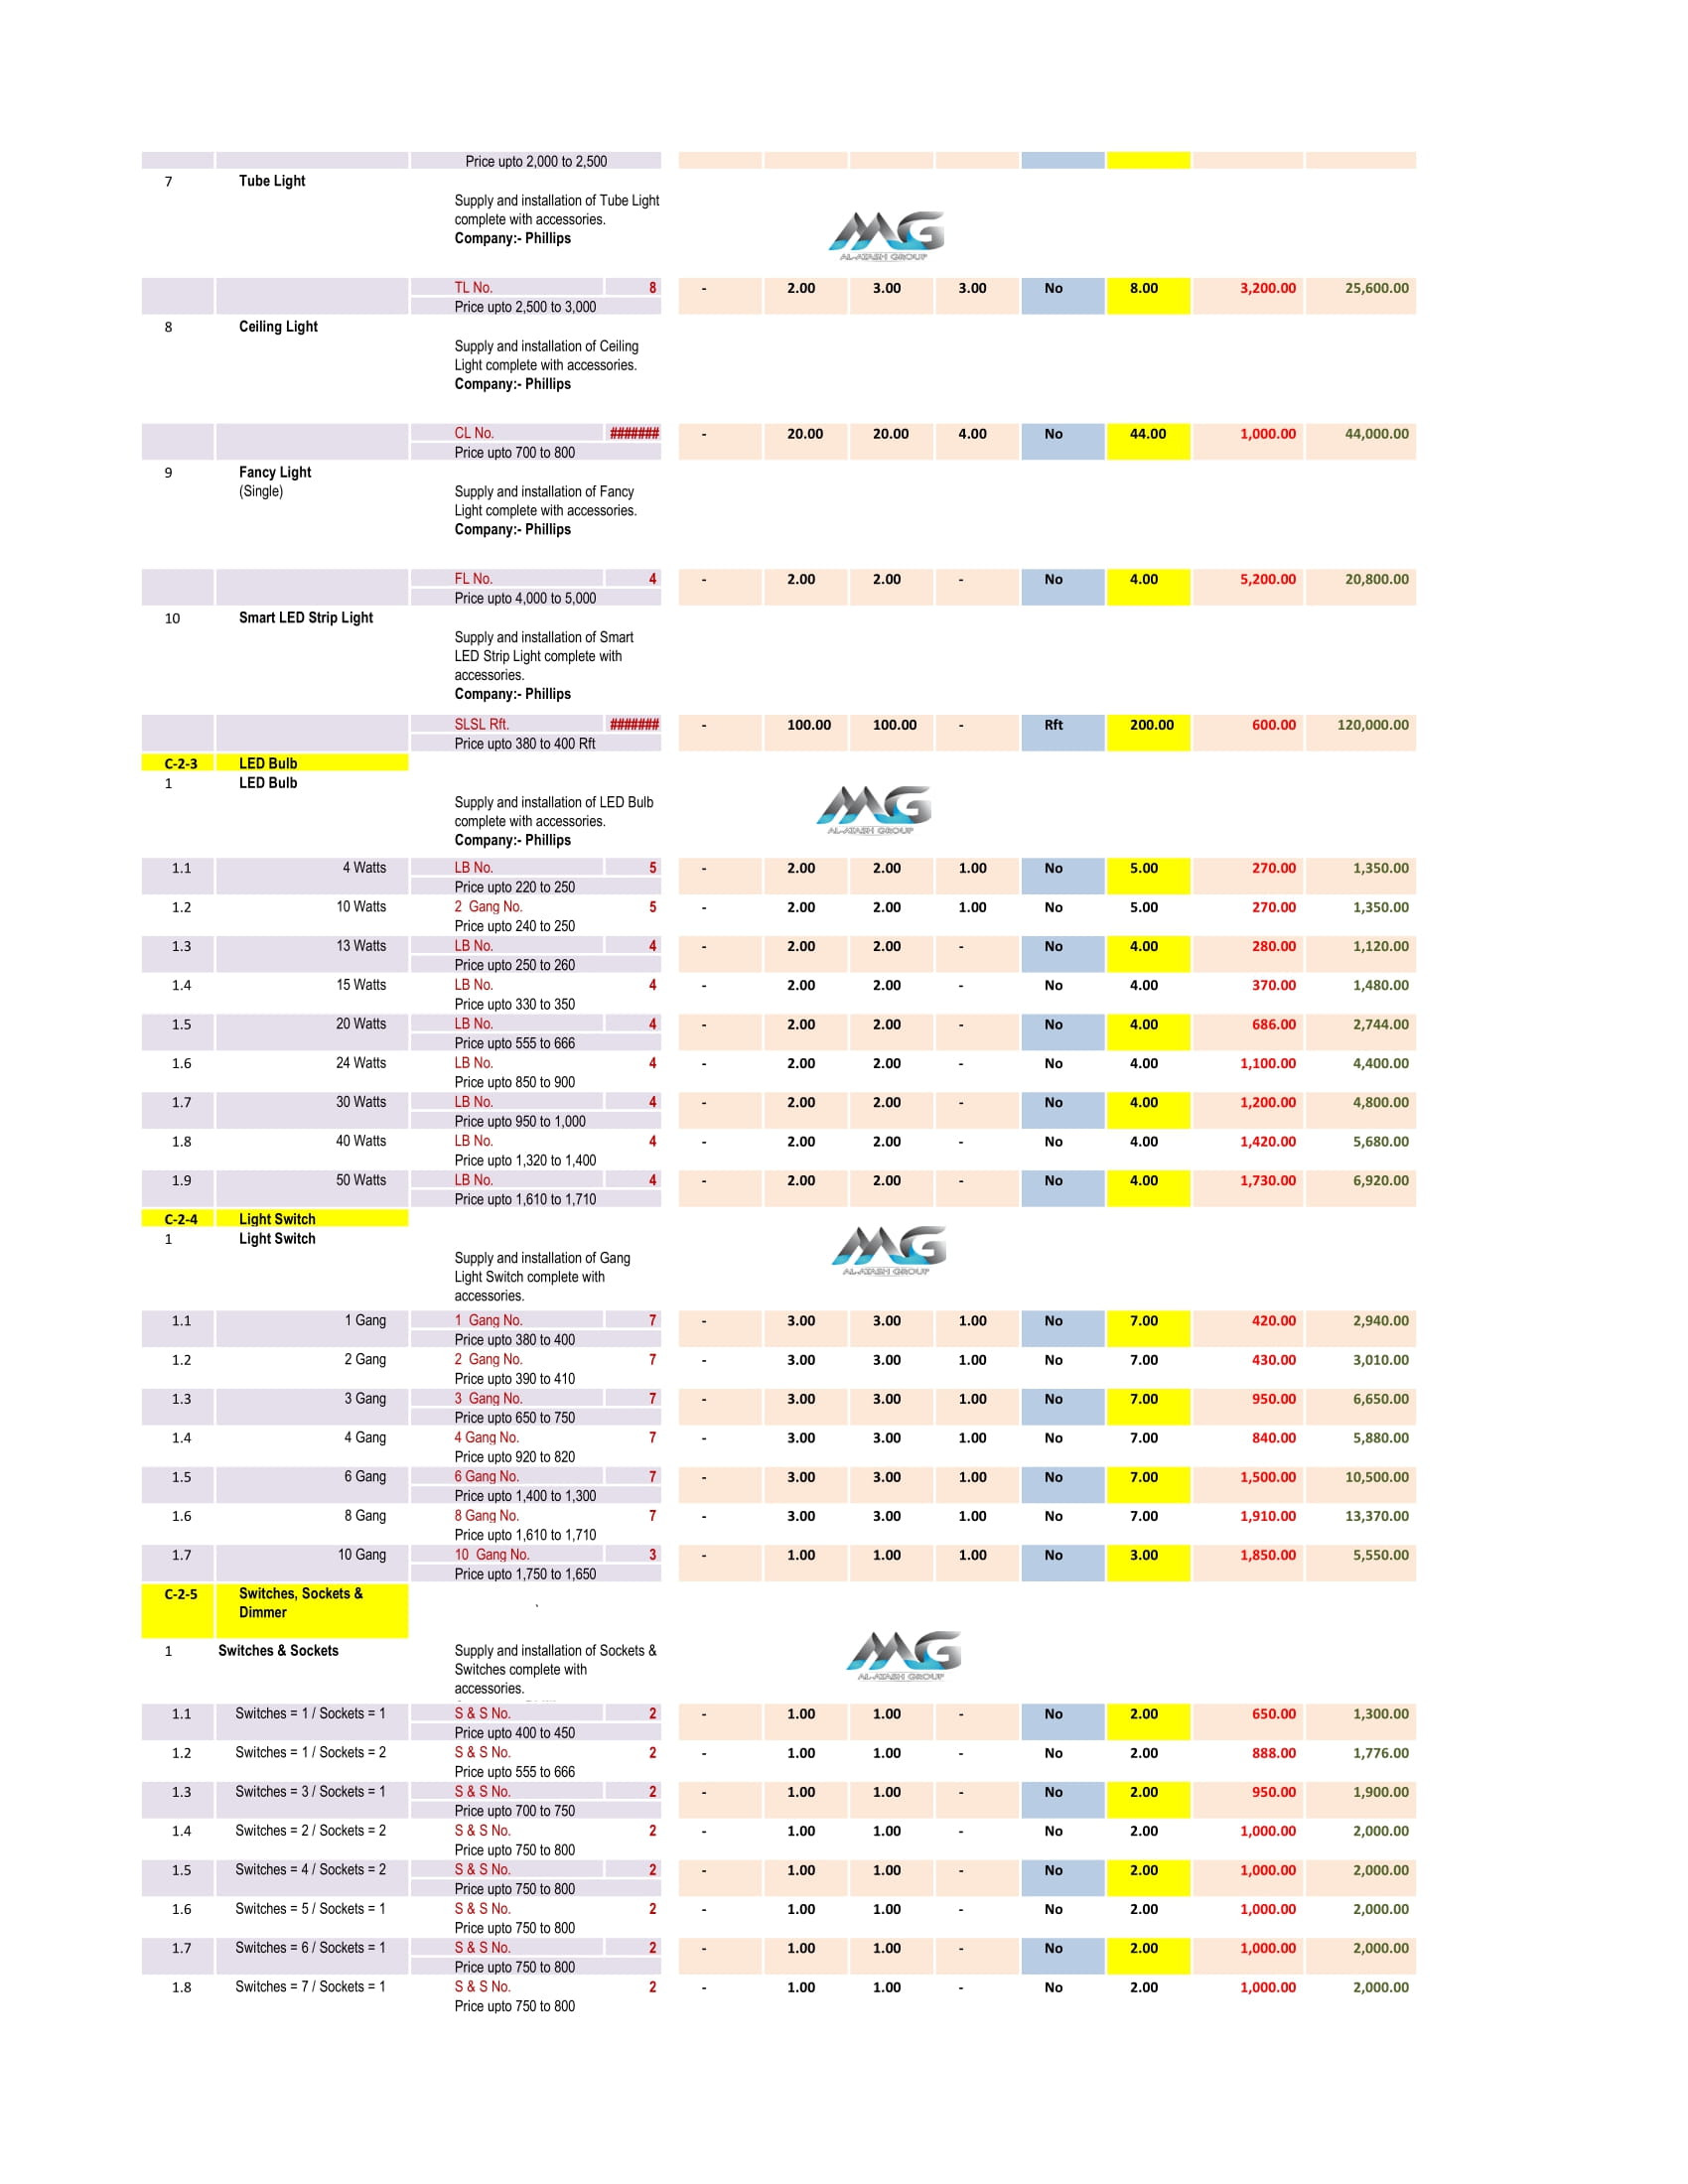 Price upto 2,000 to 2,500
7 Tube Light
Supply and installation of Tube Light
complete with accessories.
Company:- Phillips
AL-ATASH GROUP
TL No. 8 - 2.00 3.00 3.00 No 8.00 3,200.00 25,600.00
Price upto 2,500 to 3,000
8 Ceiling Light
Supply and installation of Ceiling
Light complete with accessories.
Company:- Phillips
CL No. ####### - 20.00 20.00 4.00 No 44.00 1,000.00 44,000.00
Price upto 700 to 800
9 Fancy Light
(Single)
Supply and installation of Fancy
Light complete with accessories.
Company:- Phillips
FL No. 4 - 2.00 2.00 - No 4.00 5,200.00 20,800.00
Price upto 4,000 to 5,000
10 Smart LED Strip Light
Supply and installation of Smart
LED Strip Light complete with
accessories.
Company:- Phillips
SLSL Rft. ####### - 100.00 100.00 - Rft 200.00 600.00 120,000.00
Price upto 380 to 400 Rft
C-2-3 LED Bulb
1 LED Bulb
Supply and installation of LED Bulb
complete with accessories.
Company:- Phillips
MG
AL-ATASH GROUP
1.1 4 Watts LB No. 5 - 2.00 2.00 1.00 No 5.00 270.00 1,350.00
Price upto 220 to 250
1.2 10 Watts 2 Gang No. 5 - 2.00 2.00 1.00 No 5.00 270.00 1,350.00
Price upto 240 to 250
1.3 13 Watts LB No. 4 - 2.00 2.00 - No 4.00 280.00 1,120.00
Price upto 250 to 260
1.4 15 Watts LB No. 4 - 2.00 2.00 - No 4.00 370.00 1,480.00
Price upto 330 to 350
1.5 20 Watts LB No. 4 - 2.00 2.00 - No 4.00 686.00 2,744.00
Price upto 555 to 666
1.6 24 Watts LB No. 4 - 2.00 2.00 - No 4.00 1,100.00 4,400.00
Price upto 850 to 900
1.7 30 Watts LB No. 4 - 2.00 2.00 - No 4.00 1,200.00 4,800.00
Price upto 950 to 1,000
1.8 40 Watts LB No. 4 - 2.00 2.00 - No 4.00 1,420.00 5,680.00
Price upto 1,320 to 1,400
1.9 50 Watts LB No. 4 - 2.00 2.00 - No 4.00 1,730.00 6,920.00
Price upto 1,610 to 1,710
C-2-4 Light Switch
1 Light Switch
Supply and installation of Gang
Light Switch complete with
accessories.
MG
AL-ATASH GROUP
1.1 1 Gang 1 Gang No. 7 - 3.00 3.00 1.00 No 7.00 420.00 2,940.00
Price upto 380 to 400
1.2 2 Gang 2 Gang No. 7 - 3.00 3.00 1.00 No 7.00 430.00 3,010.00
Price upto 390 to 410
1.3 3 Gang 3 Gang No. 7 - 3.00 3.00 1.00 No 7.00 950.00 6,650.00
Price upto 650 to 750
1.4 4 Gang 4 Gang No. 7 - 3.00 3.00 1.00 No 7.00 840.00 5,880.00
Price upto 920 to 820
1.5 6 Gang 6 Gang No. 7 - 3.00 3.00 1.00 No 7.00 1,500.00 10,500.00
Price upto 1,400 to 1,300
1.6 8 Gang 8 Gang No. 7 - 3.00 3.00 1.00 No 7.00 1,910.00 13,370.00
Price upto 1,610 to 1,710
1.7 10 Gang 10 Gang No. 3 - 1.00 1.00 1.00 No 3.00 1,850.00 5,550.00
Price upto 1,750 to 1,650
C-2-5 Switches, Sockets &
Dimmer `
1 Switches & Sockets Supply and installation of Sockets &
Switches complete with
accessories.
MG
AL-ATASH GROUP
1.1 Switches = 1 / Sockets = 1 S & S No. 2 - 1.00 1.00 - No 2.00 650.00 1,300.00
Price upto 400 to 450
1.2 Switches = 1 / Sockets = 2 S & S No. 2 - 1.00 1.00 - No 2.00 888.00 1,776.00
Price upto 555 to 666
1.3 Switches = 3 / Sockets = 1 S & S No. 2 - 1.00 1.00 - No 2.00 950.00 1,900.00
Price upto 700 to 750
1.4 Switches = 2 / Sockets = 2 S & S No. 2 - 1.00 1.00 - No 2.00 1,000.00 2,000.00
Price upto 750 to 800
1.5 Switches = 4 / Sockets = 2 S & S No. 2 - 1.00 1.00 - No 2.00 1,000.00 2,000.00
Price upto 750 to 800
1.6 Switches = 5 / Sockets = 1 S & S No. 2 - 1.00 1.00 - No 2.00 1,000.00 2,000.00
Price upto 750 to 800
1.7 Switches = 6 / Sockets = 1 S & S No. 2 - 1.00 1.00 - No 2.00 1,000.00 2,000.00
Price upto 750 to 800
1.8 Switches = 7 / Sockets = 1 S & S No. 2 - 1.00 1.00 - No 2.00 1,000.00 2,000.00
Price upto 750 to 800